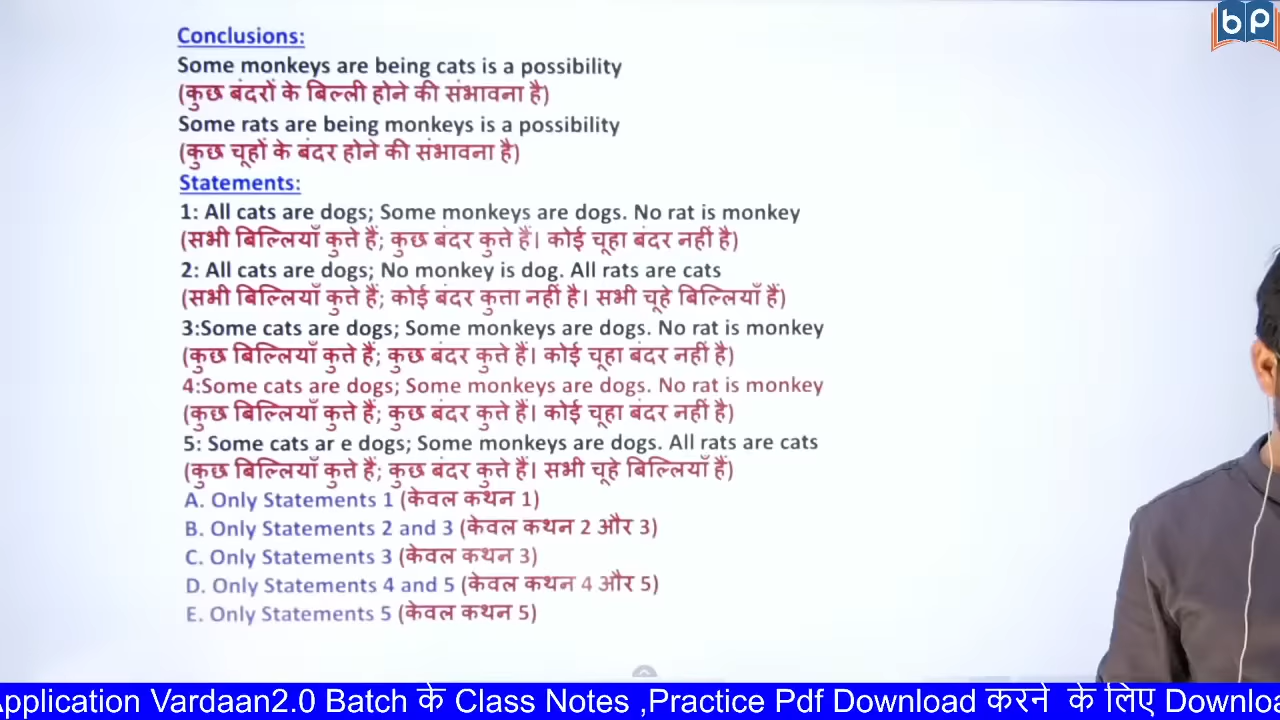 bp
Conclusions:
Some monkeys are being cats is a possibility
(कुछ बंदरों के बिल्ली होने की संभावना है)
Some rats are being monkeys is a possibility
(कुछ चूहों के बंदर होने की संभावना है)
Statements:
1: All cats are dogs; Some monkeys are dogs. No rat is monkey
(सभी बिल्लियाँ कुत्ते हैं; कुछ बंदर कुत्ते हैं। कोई चूहा बंदर नहीं है)
2: All cats are dogs; No monkey is dog. All rats are cats
(सभी बिल्लियाँ कुत्ते हैं; कोई बंदर कुत्ता नहीं है। सभी चूहे बिल्लियाँ हैं)
3:Some cats are dogs; Some monkeys are dogs. No rat is monkey
(कुछ बिल्लियाँ कुत्ते हैं; कुछ बंदर कुत्ते हैं। कोई चूहा बंदर नहीं है)
4:Some cats are dogs; Some monkeys are dogs. No rat is monkey
(कुछ बिल्लियाँ कुत्ते हैं; कुछ बंदर कुत्ते हैं। कोई चूहा बंदर नहीं है)
5: Some cats ar e dogs; Some monkeys are dogs. All rats are cats
(कुछ बिल्लियाँ कुत्ते हैं; कुछ बंदर कुत्ते हैं। सभी चूहे बिल्लियाँ हैं)
A. Only Statements 1 (केवल कथन 1)
B. Only Statements 2 and 3 (केवल कथन 2 और 3)
C. Only Statements 3 (केवल कथन 3)
D. Only Statements 4 and 5 (केवल कथन 4 और 5)
E. Only Statements 5 (केवल कथन 5)
pplication Vardaan2.0 Batch के Class Notes ,Practice Pdf Download करने के लिए Downloa